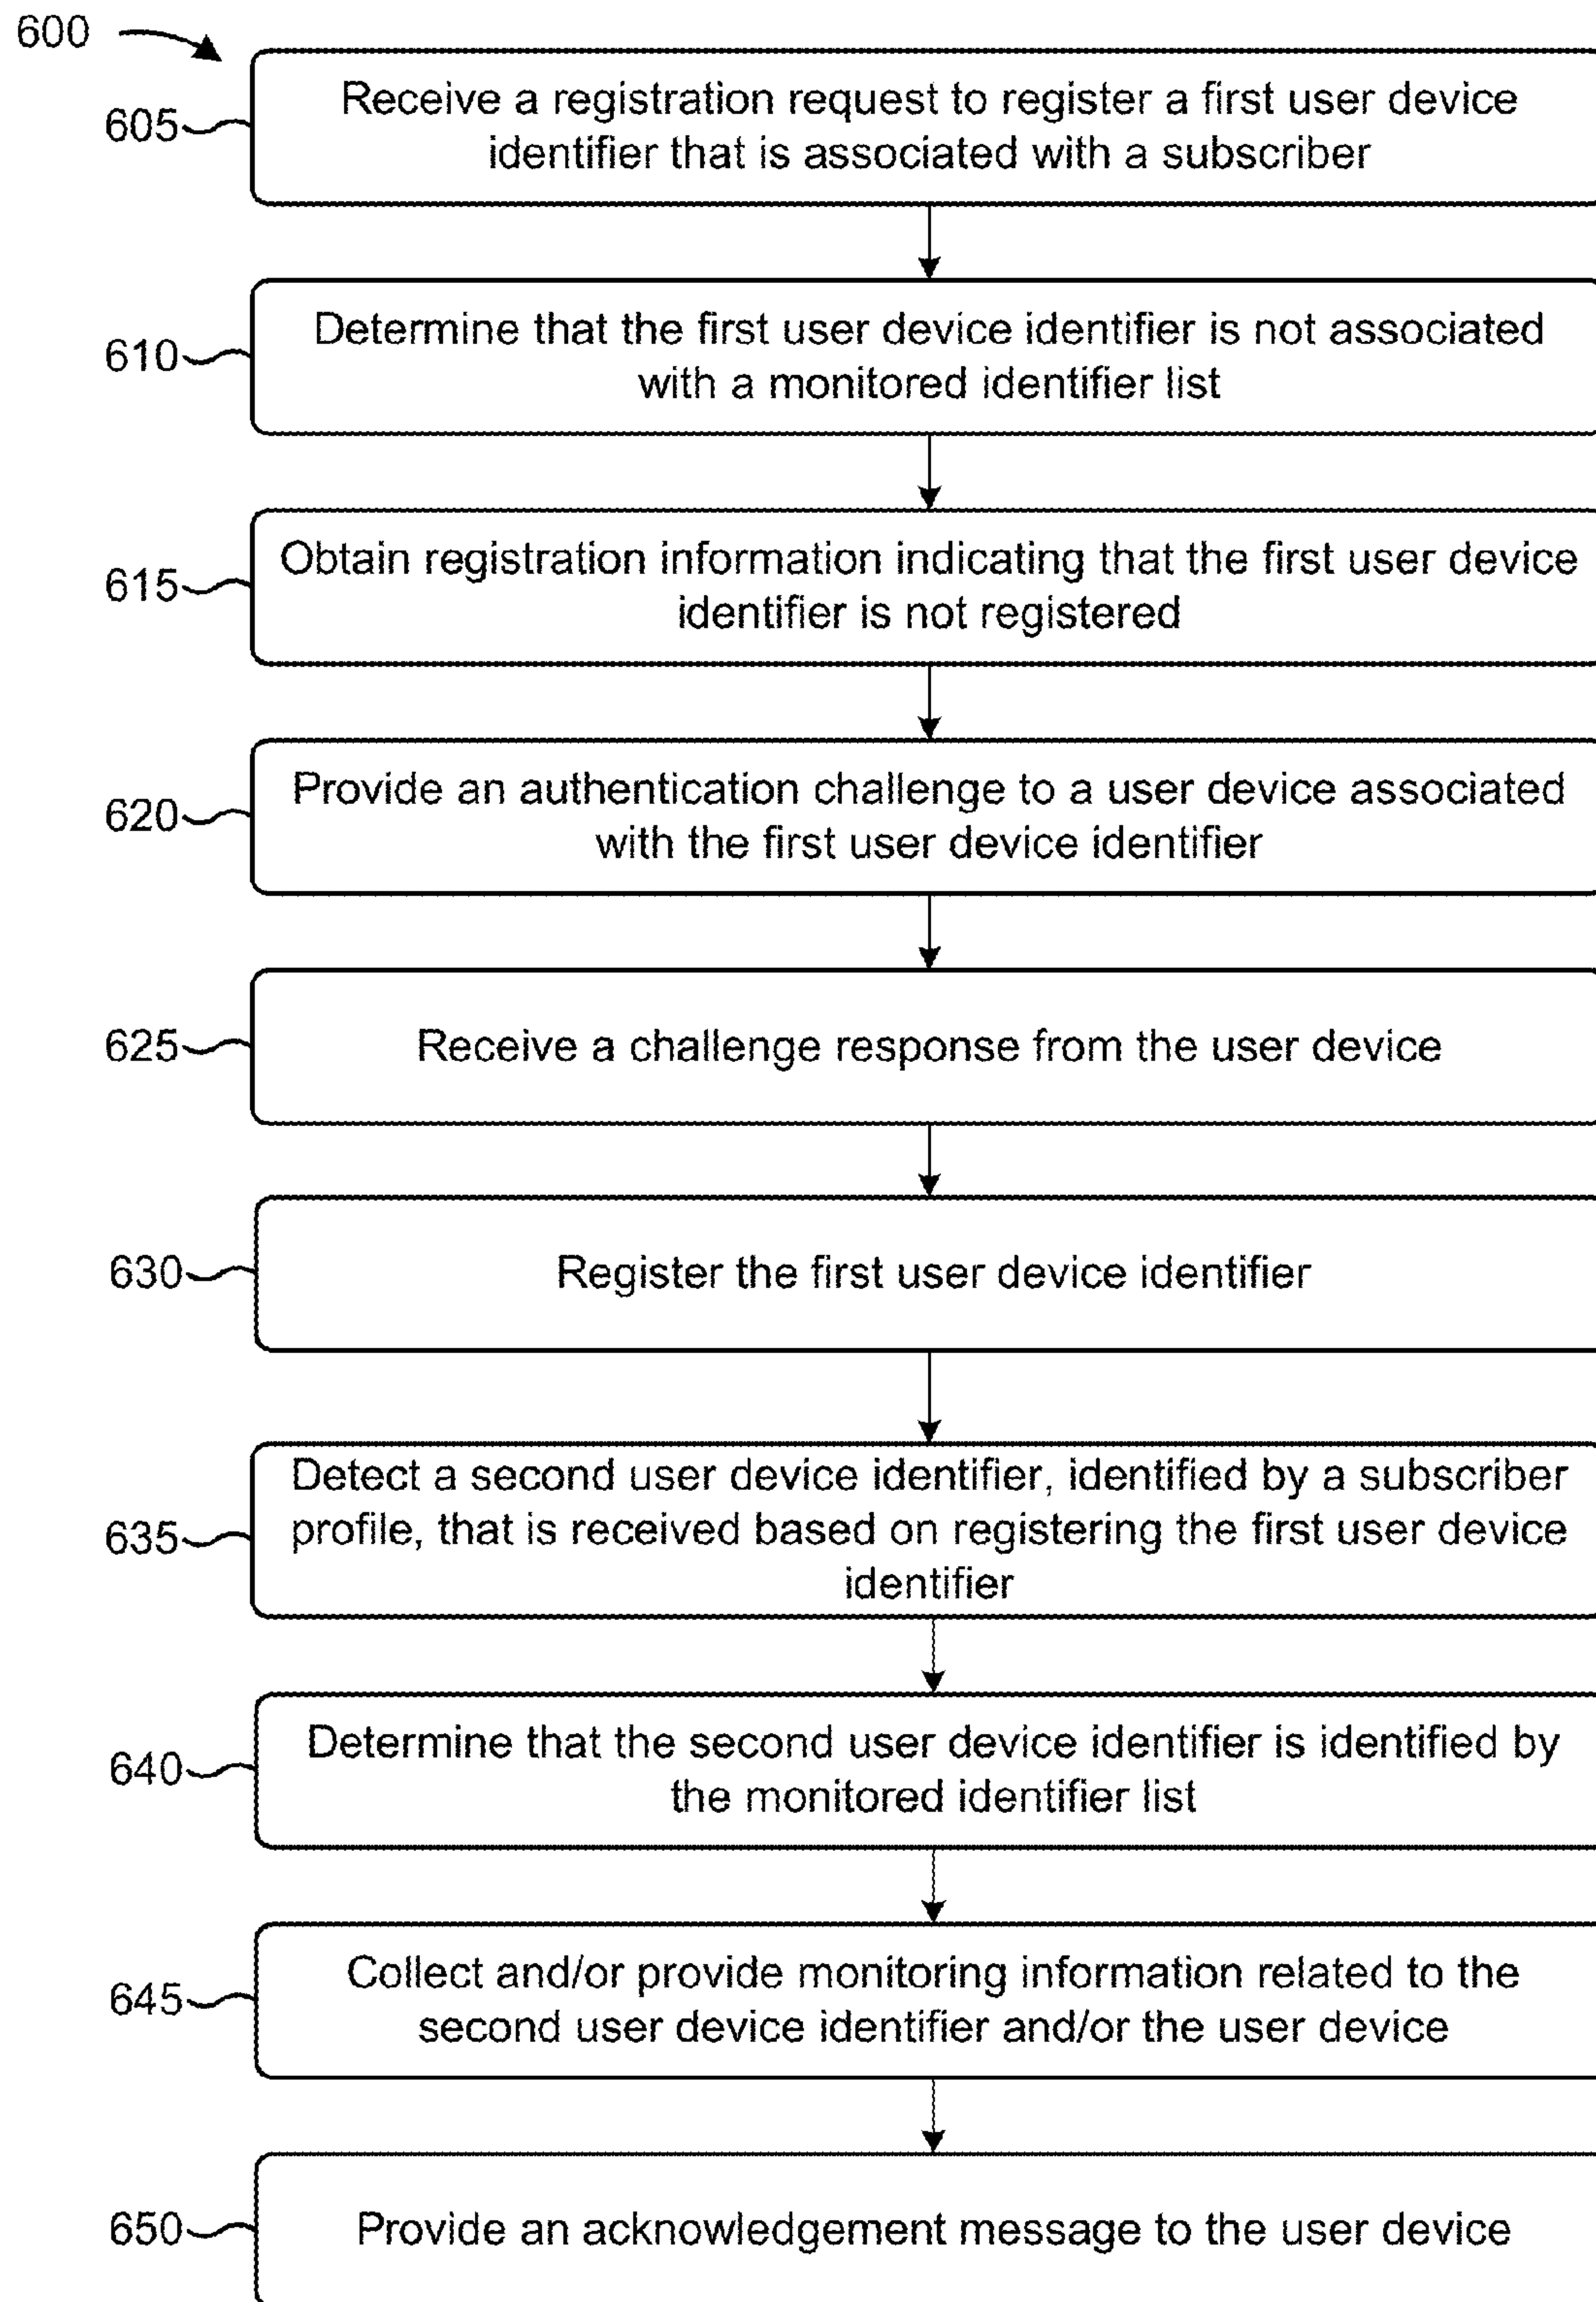 600
605
Receive a registration request to register a first user device
identifier that is associated with a subscriber
610
Determine that the first user device identifier is not associated
with a monitored identifier list
615
Obtain registration information indicating that the first user device
identifier is not registered
620
Provide an authentication challenge to a user device associated
with the first user device identifier
625
Receive a challenge response from the user device
630
Register the first user device identifier
635
Detect a second user device identifier, identified by a subscriber
profile, that is received based on registering the first user device
identifier
640
Determine that the second user device identifier is identified by
the monitored identifier list
645
Collect and/or provide monitoring information related to the
second user device identifier and/or the user device
650
Provide an acknowledgement message to the user device